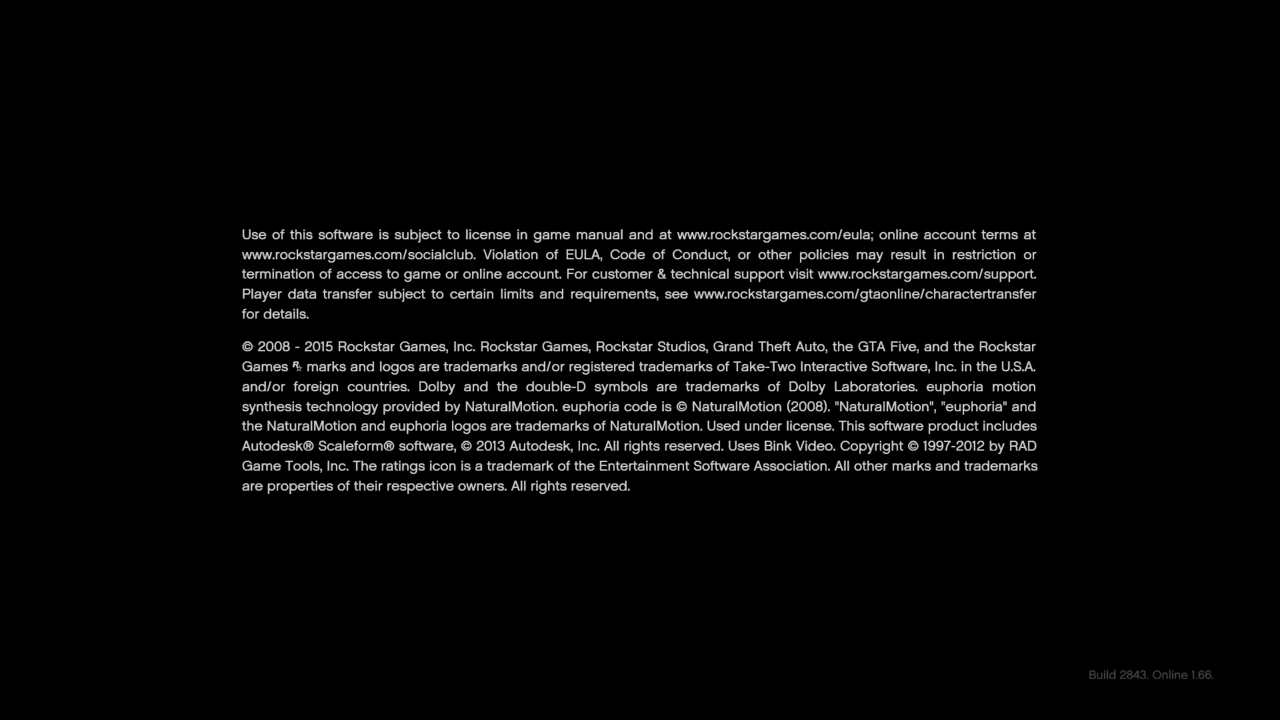 Use of this software is subject to license in game manual and at www.rockstargames.com/eula; online account terms at
www.rockstargames.com/socialclub. Violation of EULA, Code of Conduct, or other policies may result in restriction or
termination of access to game or online account. For customer & technical support visit www.rockstargames.com/support.
Player data transfer subject to certain limits and requirements, see www.rockstargames.com/gtaonline/charactertransfer
for details.
© 2008 - 2015 Rockstar Games, Inc. Rockstar Games, Rockstar Studios, Grand Theft Auto, the GTA Five, and the Rockstar
Games R* marks and logos are trademarks and/or registered trademarks of Take-Two Interactive Software, Inc. in the U.S.A.
and/or foreign countries. Dolby and the double-D symbols are trademarks of Dolby Laboratories. euphoria motion
synthesis technology provided by NaturalMotion. euphoria code is © NaturalMotion (2008). "NaturalMotion", "euphoria" and
the NaturalMotion and euphoria logos are trademarks of NaturalMotion. Used under license. This software product includes
Autodesk® Scaleform® software, © 2013 Autodesk, Inc. All rights reserved. Uses Bink Video. Copyright © 1997-2012 by RAD
Game Tools, Inc. The ratings icon is a trademark of the Entertainment Software Association. All other marks and trademarks
are properties of their respective owners. All rights reserved.
Build 2843. Online 1.66.